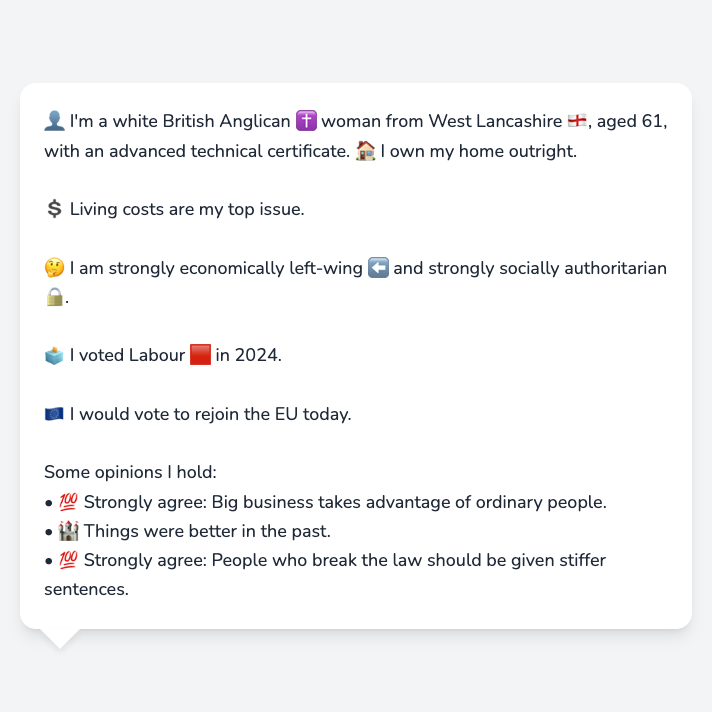 👤 I'm a white British Anglican ✝️ woman from West Lancashire 🏴󠁧󠁢󠁥󠁮󠁧󠁿, aged 61,
with an advanced technical certificate. 🏠 I own my home outright.
💲 Living costs are my top issue.
🤔 I am strongly economically left-wing ⬅️ and strongly socially authoritarian
🔒.
🗳️ I voted Labour 🟥 in 2024.
🇪🇺 I would vote to rejoin the EU today.
Some opinions I hold:
• 💯 Strongly agree: Big business takes advantage of ordinary people.
• 🏰 Things were better in the past.
• 💯 Strongly agree: People who break the law should be given stiffer
sentences.